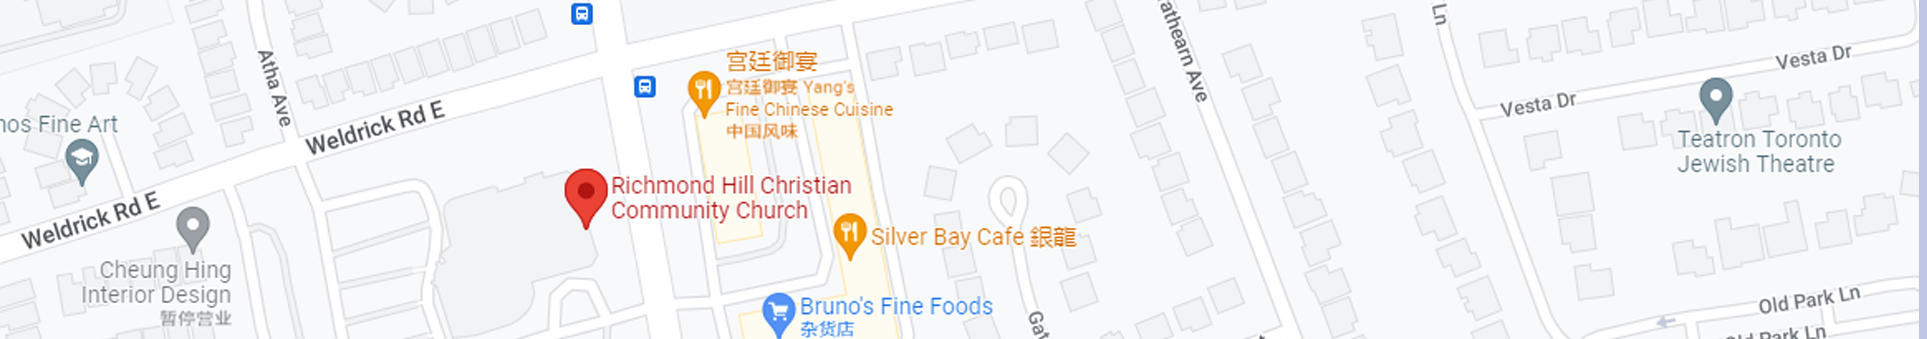 Atha Ave
Weldrick Rd E
Fine Art
Weldrick Rd E
Cheung Hing
Interior Design
暂停营业
宫廷御宴
宫廷御宴 Yang's
Fine Chinese Cuisine
中国风味
Richmond Hill Christian
Community Church
Silver Bay Cafe 銀龍
Bruno's Fine Foods
杂货店
Ave
Ln
Vesta Dr
Vesta Dr
Teatron Toronto
Jewish Theatre
Old Park Ln
Park Ln